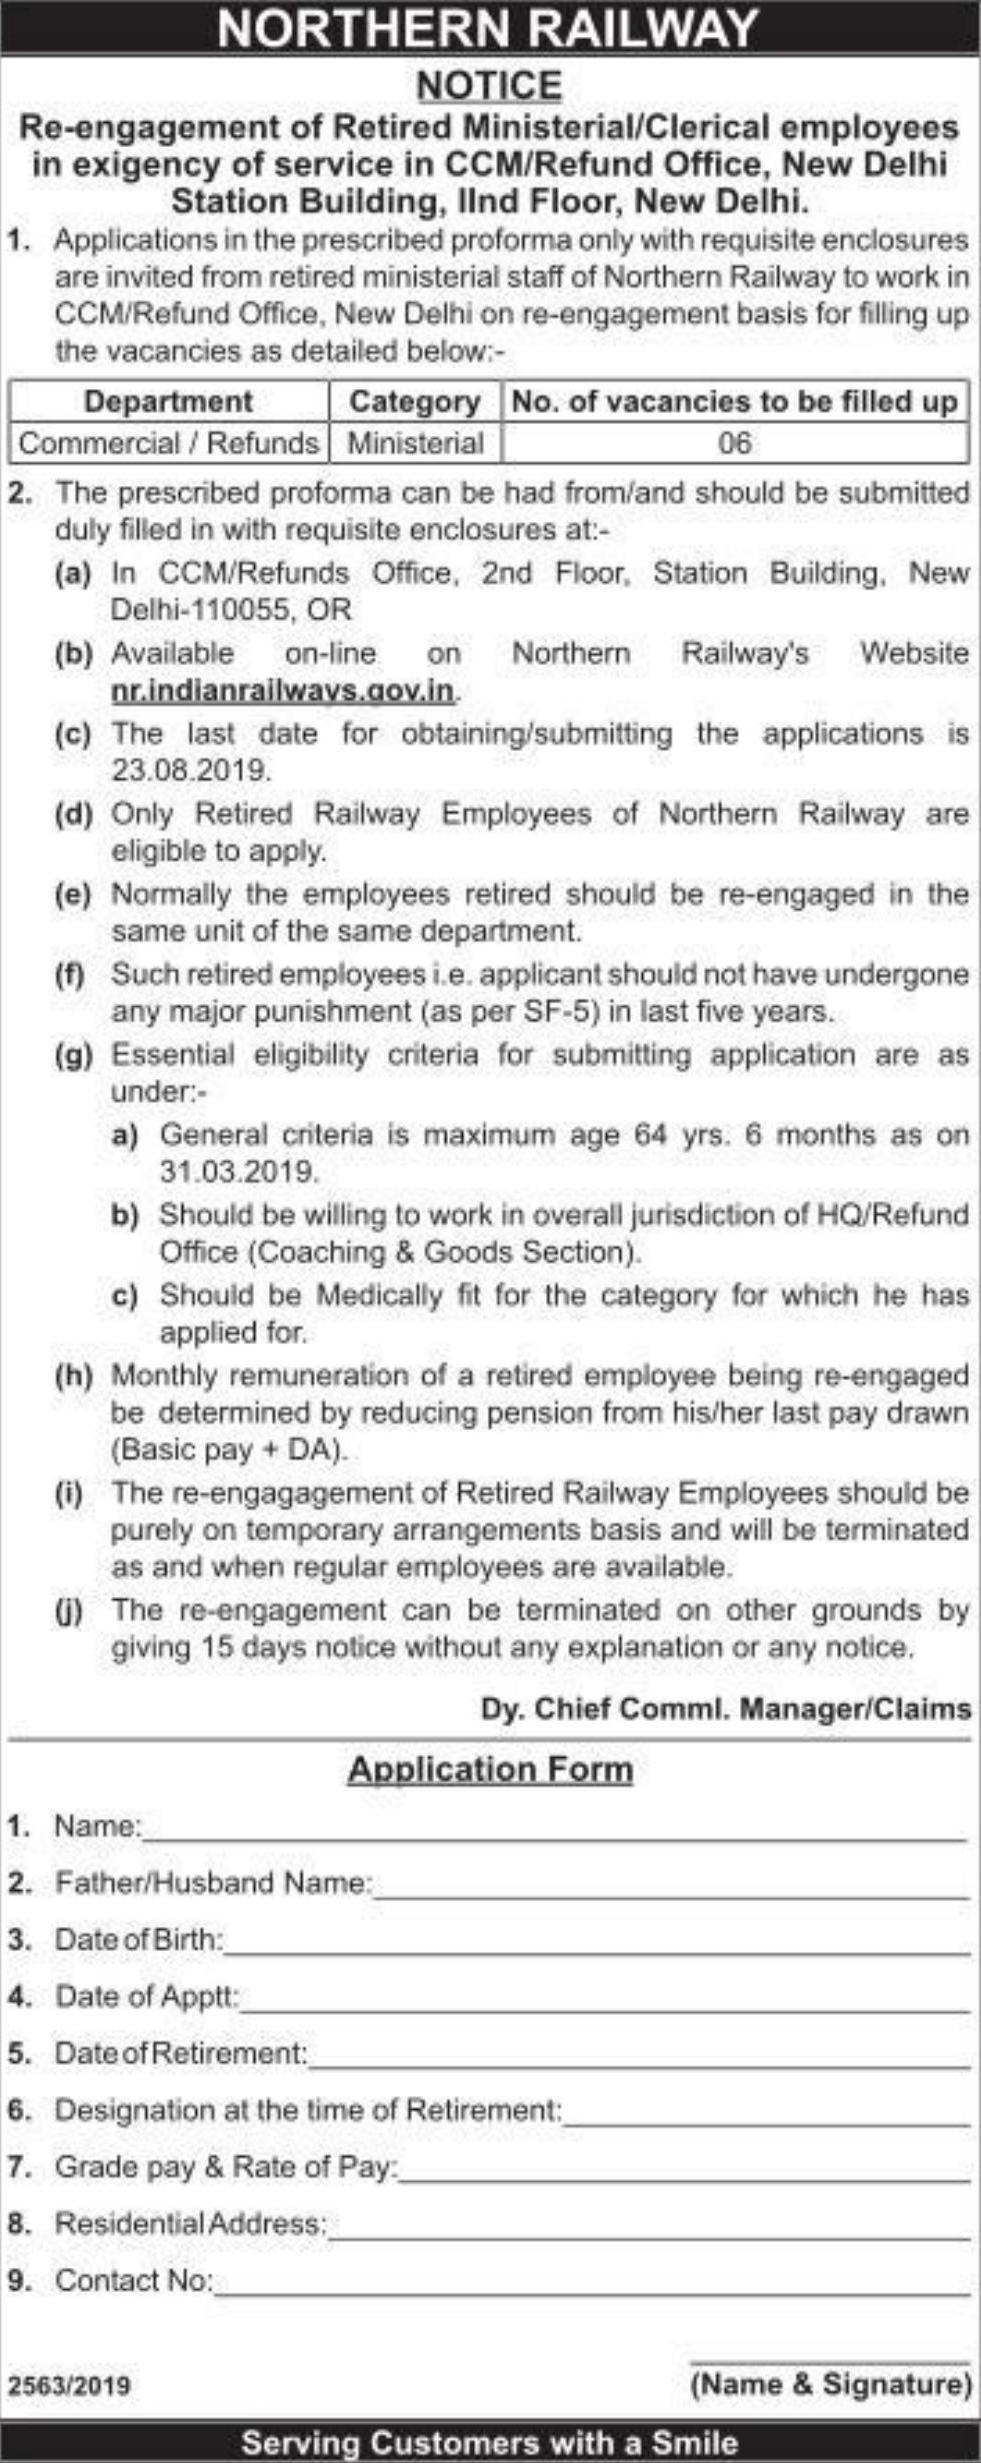 NORTHERN RAILWAY
NOTICE
Re-engagement of Retired Ministerial/Clerical employees
in exigency of service in CCM/Refund Office, New Delhi
Station Building, IInd Floor, New Delhi.
1. Applications in the prescribed proforma only with requisite enclosures
are invited from retired ministerial staff of Northern Railway to work in
CCM/Refund Office, New Delhi on re-engagement basis for filling up
the vacancies as detailed below:-
Department Category No. of vacancies to be filled up
Commercial / Refunds Ministerial 06
2. The prescribed proforma can be had from/and should be submitted
duly filled in with requisite enclosures at:-
(a) In CCM/Refunds Office, 2nd Floor, Station Building, New
Delhi-110055, OR
(b) Available on-line on Northern Railway's Website
nr.indianrailways.gov.in.
(c) The last date for obtaining/submitting the applications is
23.08.2019.
(d) Only Retired Railway Employees of Northern Railway are
eligible to apply.
(e) Normally the employees retired should be re-engaged in the
same unit of the same department.
(f) Such retired employees i.e. applicant should not have undergone
any major punishment (as per SF-5) in last five years.
(g) Essential eligibility criteria for submitting application are as
under:-
a) General criteria is maximum age 64 yrs. 6 months as on
31.03.2019.
b) Should be willing to work in overall jurisdiction of HQ/Refund
Office (Coaching & Goods Section).
c) Should be Medically fit for the category for which he has
applied for.
(h) Monthly remuneration of a retired employee being re-engaged
be determined by reducing pension from his/her last pay drawn
(Basic pay + DA).
(i) The re-engagagement of Retired Railway Employees should be
purely on temporary arrangements basis and will be terminated
as and when regular employees are available.
(j) The re-engagement can be terminated on other grounds by
giving 15 days notice without any explanation or any notice.
Dy. Chief Comml. Manager/Claims
Application Form
1. Name:
2. Father/Husband Name:
3. Date of Birth:
4. Date of Apptt:
5. Date of Retirement:
6. Designation at the time of Retirement:
7. Grade pay & Rate of Pay:
8. Residential Address:
9. Contact No:
2563/2019 (Name & Signature)
Serving Customers with a Smile